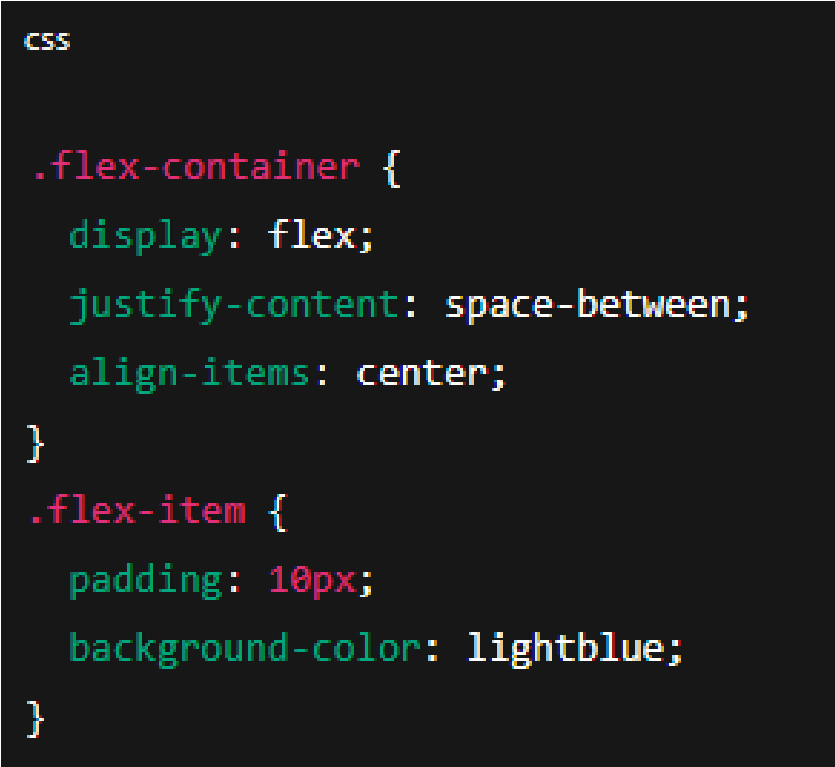 css
.flex-container {
  display: flex;
  justify-content: space-between;
  align-items: center;
}
.flex-item {
  padding: 10px;
  background-color: lightblue;
}